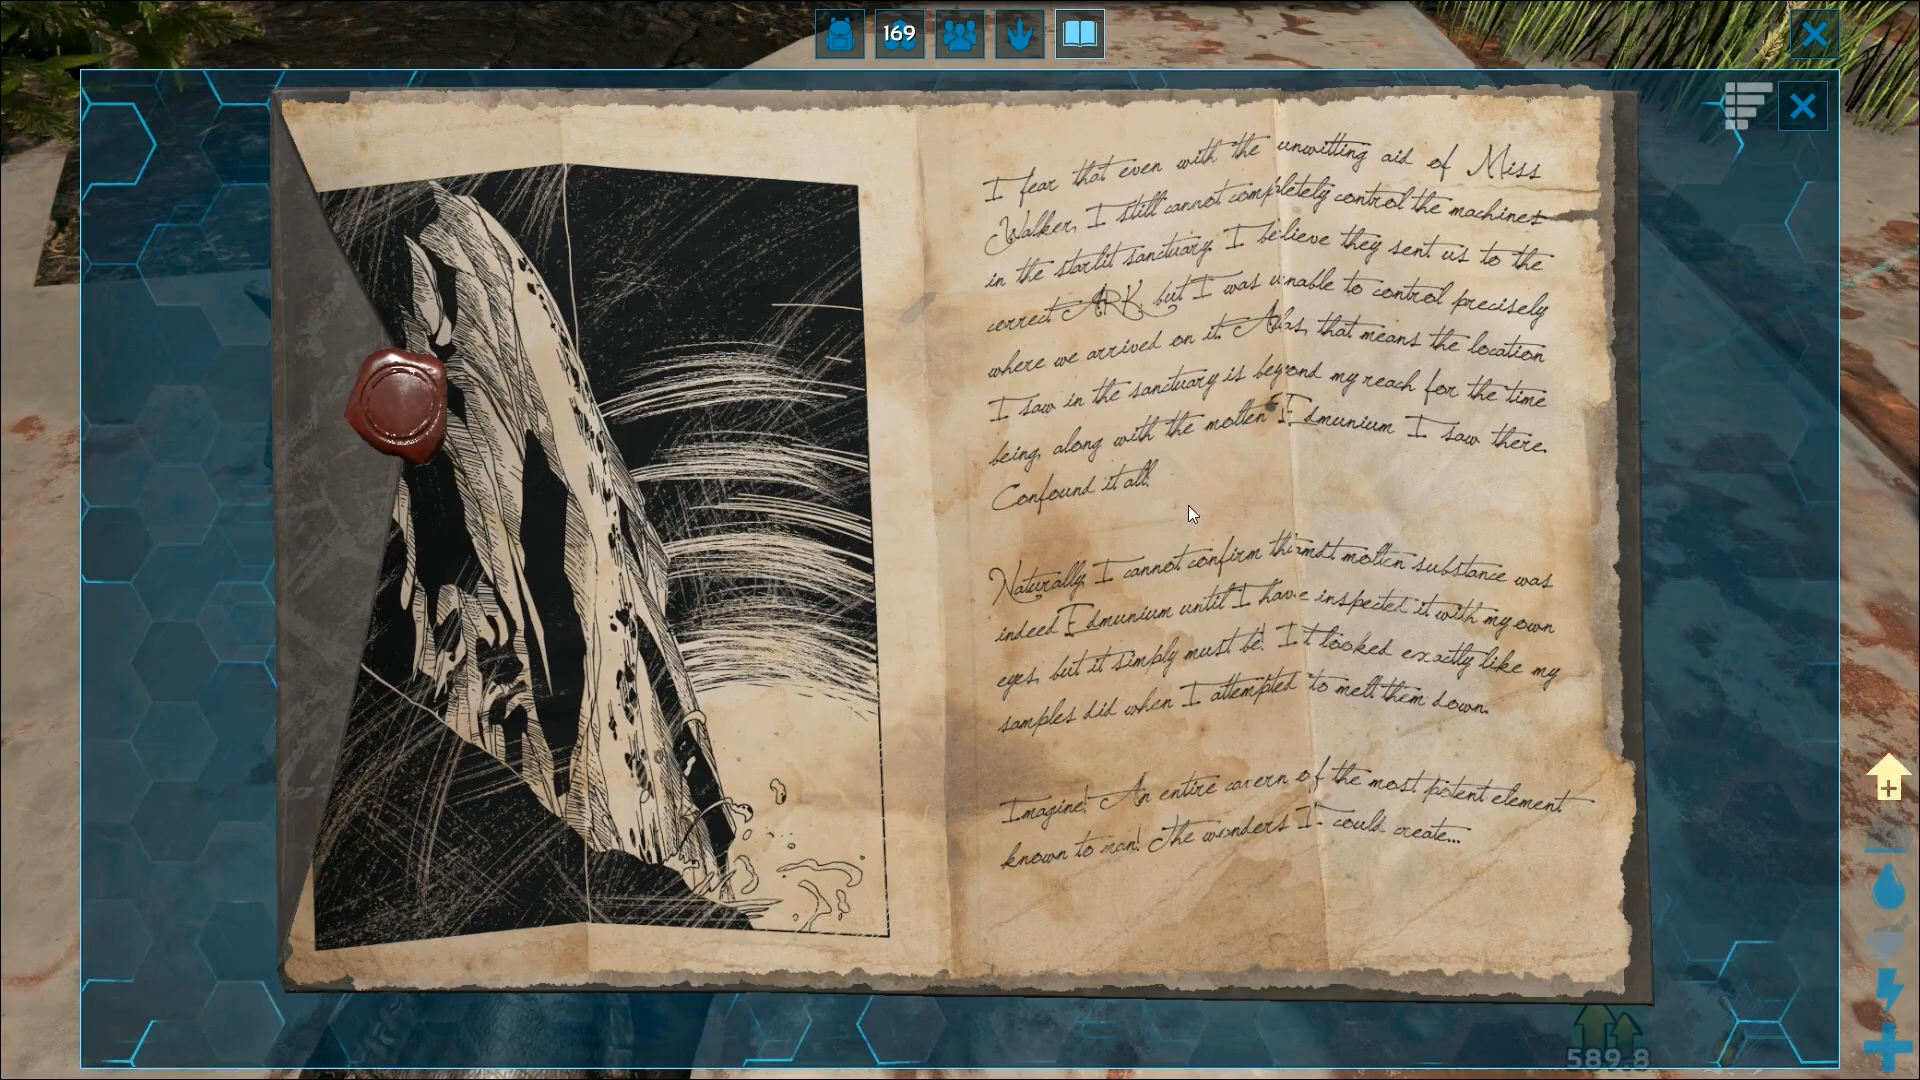 169
I fear that even with the unwitting aid of Miss
Walker, I still cannot completely control the machines
in the starlit sanctuary. I believe they sent us to the
correct ARK, but I was unable to control precisely
where we arrived on it. Alas, that means the location
I saw in the sanctuary is beyond my reach for the time
being, along with the molten Edmunium I saw there.
Confound it all!
Naturally, I cannot confirm that molten substance was
indeed Edmunium until I have inspected it with my own
eyes, but it simply must be! It looked exactly like my
samples did when I attempted to melt them down.
Imagine! An entire cavern of the most potent element
known to man! The wonders I could create...
589.8